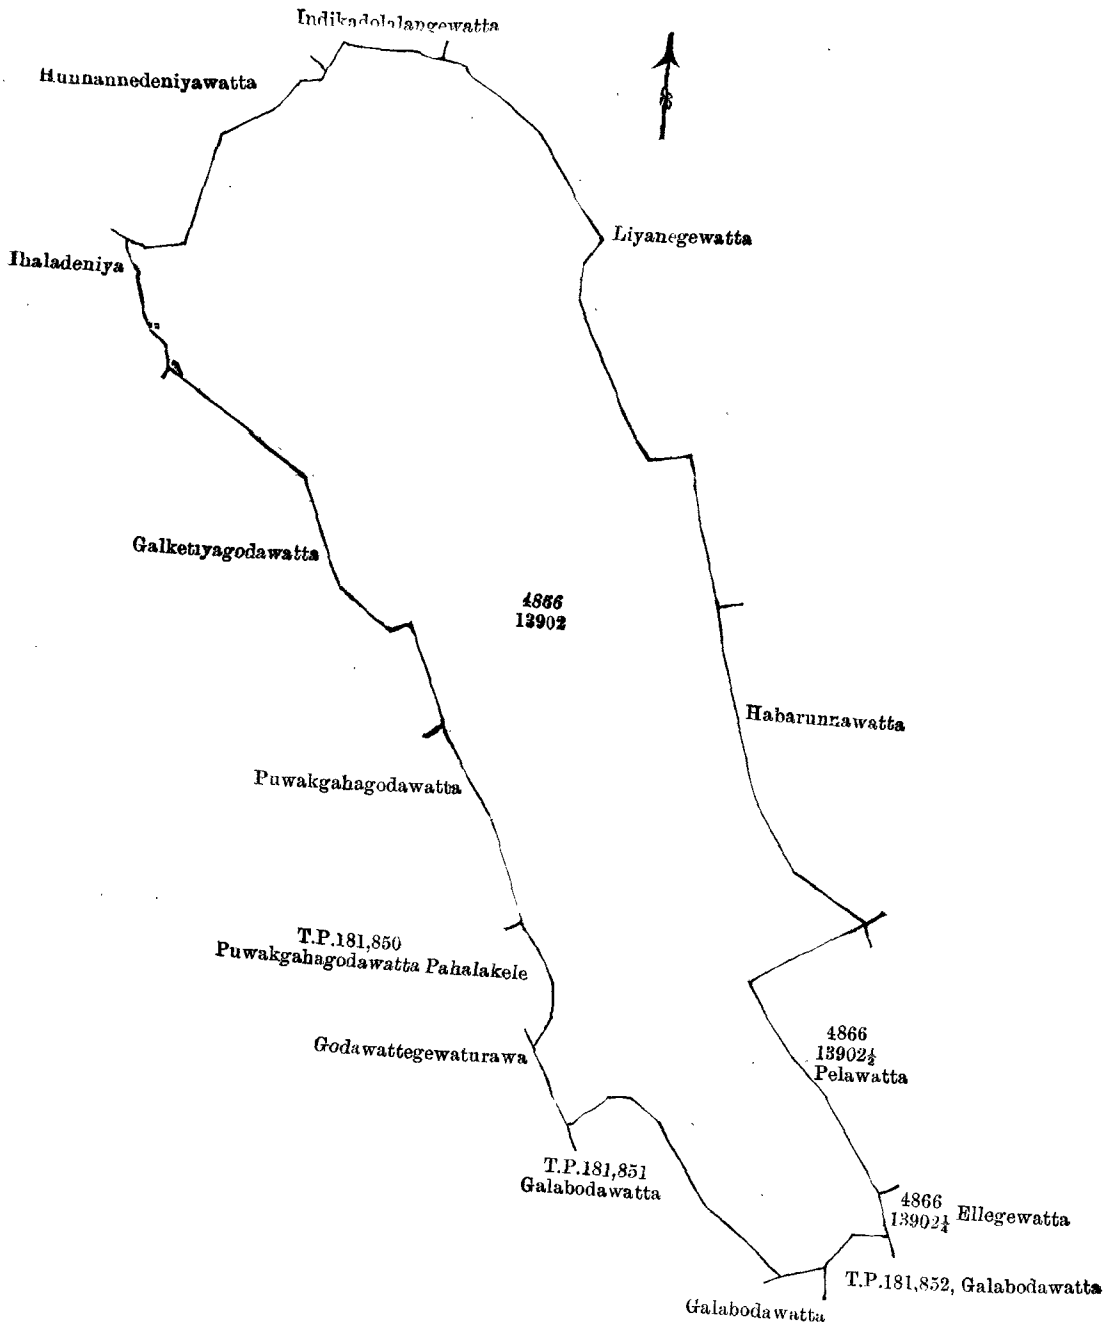 Indikadolalangewatta
Hunnannedeniyawatta
Liyanegewatta
Ihaladeniya
Galketiyagodawatta
4866
13902
Habarunnawatta
Puwakgahagodawatta
T.P.181,850
Puwakgahagodawatta Pahalakele
4866
13902½
Pelawatta
Godawattegewaturawa
T.P.181,851
Galabodawatta
4866
13902¼
Ellegewatta
T.P.181,852, Galabodawatta
Galabodawatta